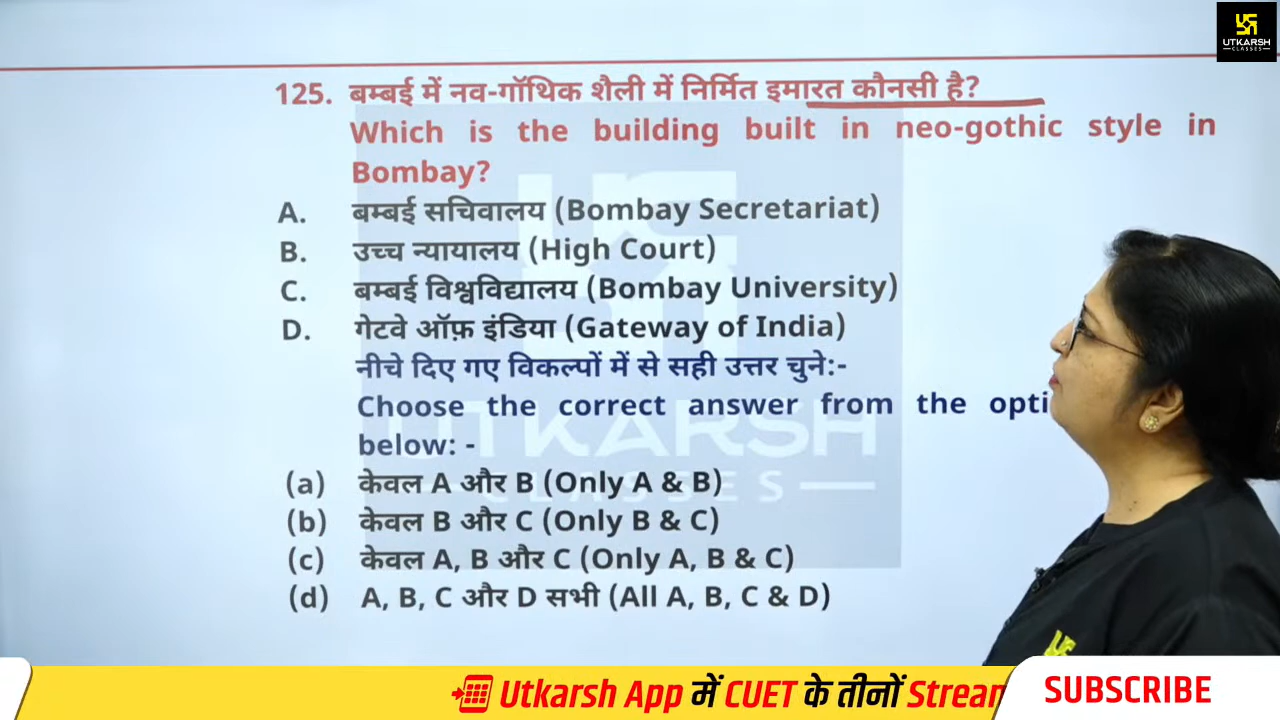 UTKARSH
CLASSES
125. बम्बई में नव-गॉथिक शैली में निर्मित इमारत कौनसी है?
Which is the building built in neo-gothic style in
Bombay?
A. बम्बई सचिवालय (Bombay Secretariat)
B. उच्च न्यायालय (High Court)
C. बम्बई विश्वविद्यालय (Bombay University)
D. गेटवे ऑफ़ इंडिया (Gateway of India)
नीचे दिए गए विकल्पों में से सही उत्तर चुने:-
Choose the correct answer from the opti
below: -
UTKARSH
CLASSES
(a) केवल A और B (Only A & B)
(b) केवल B और C (Only B & C)
(c) केवल A, B और C (Only A, B & C)
(d) A, B, C और D सभी (All A, B, C & D)
Utkarsh App में CUET के तीनों Stream
SUBSCRIBE